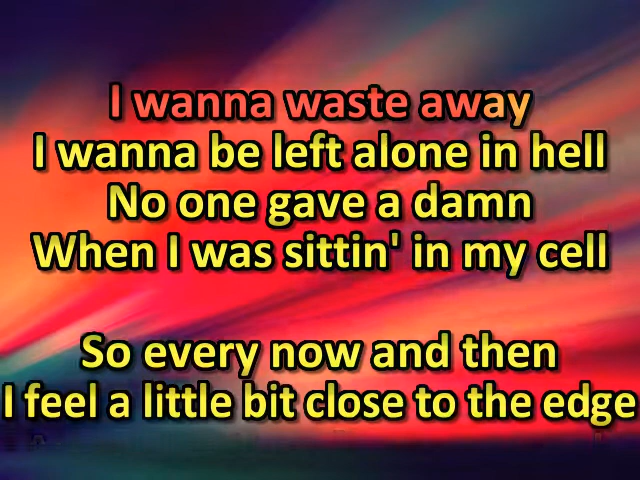 I wanna waste away
I wanna be left alone in hell
No one gave a damn
When I was sittin' in my cell
So every now and then
I feel a little bit close to the edge